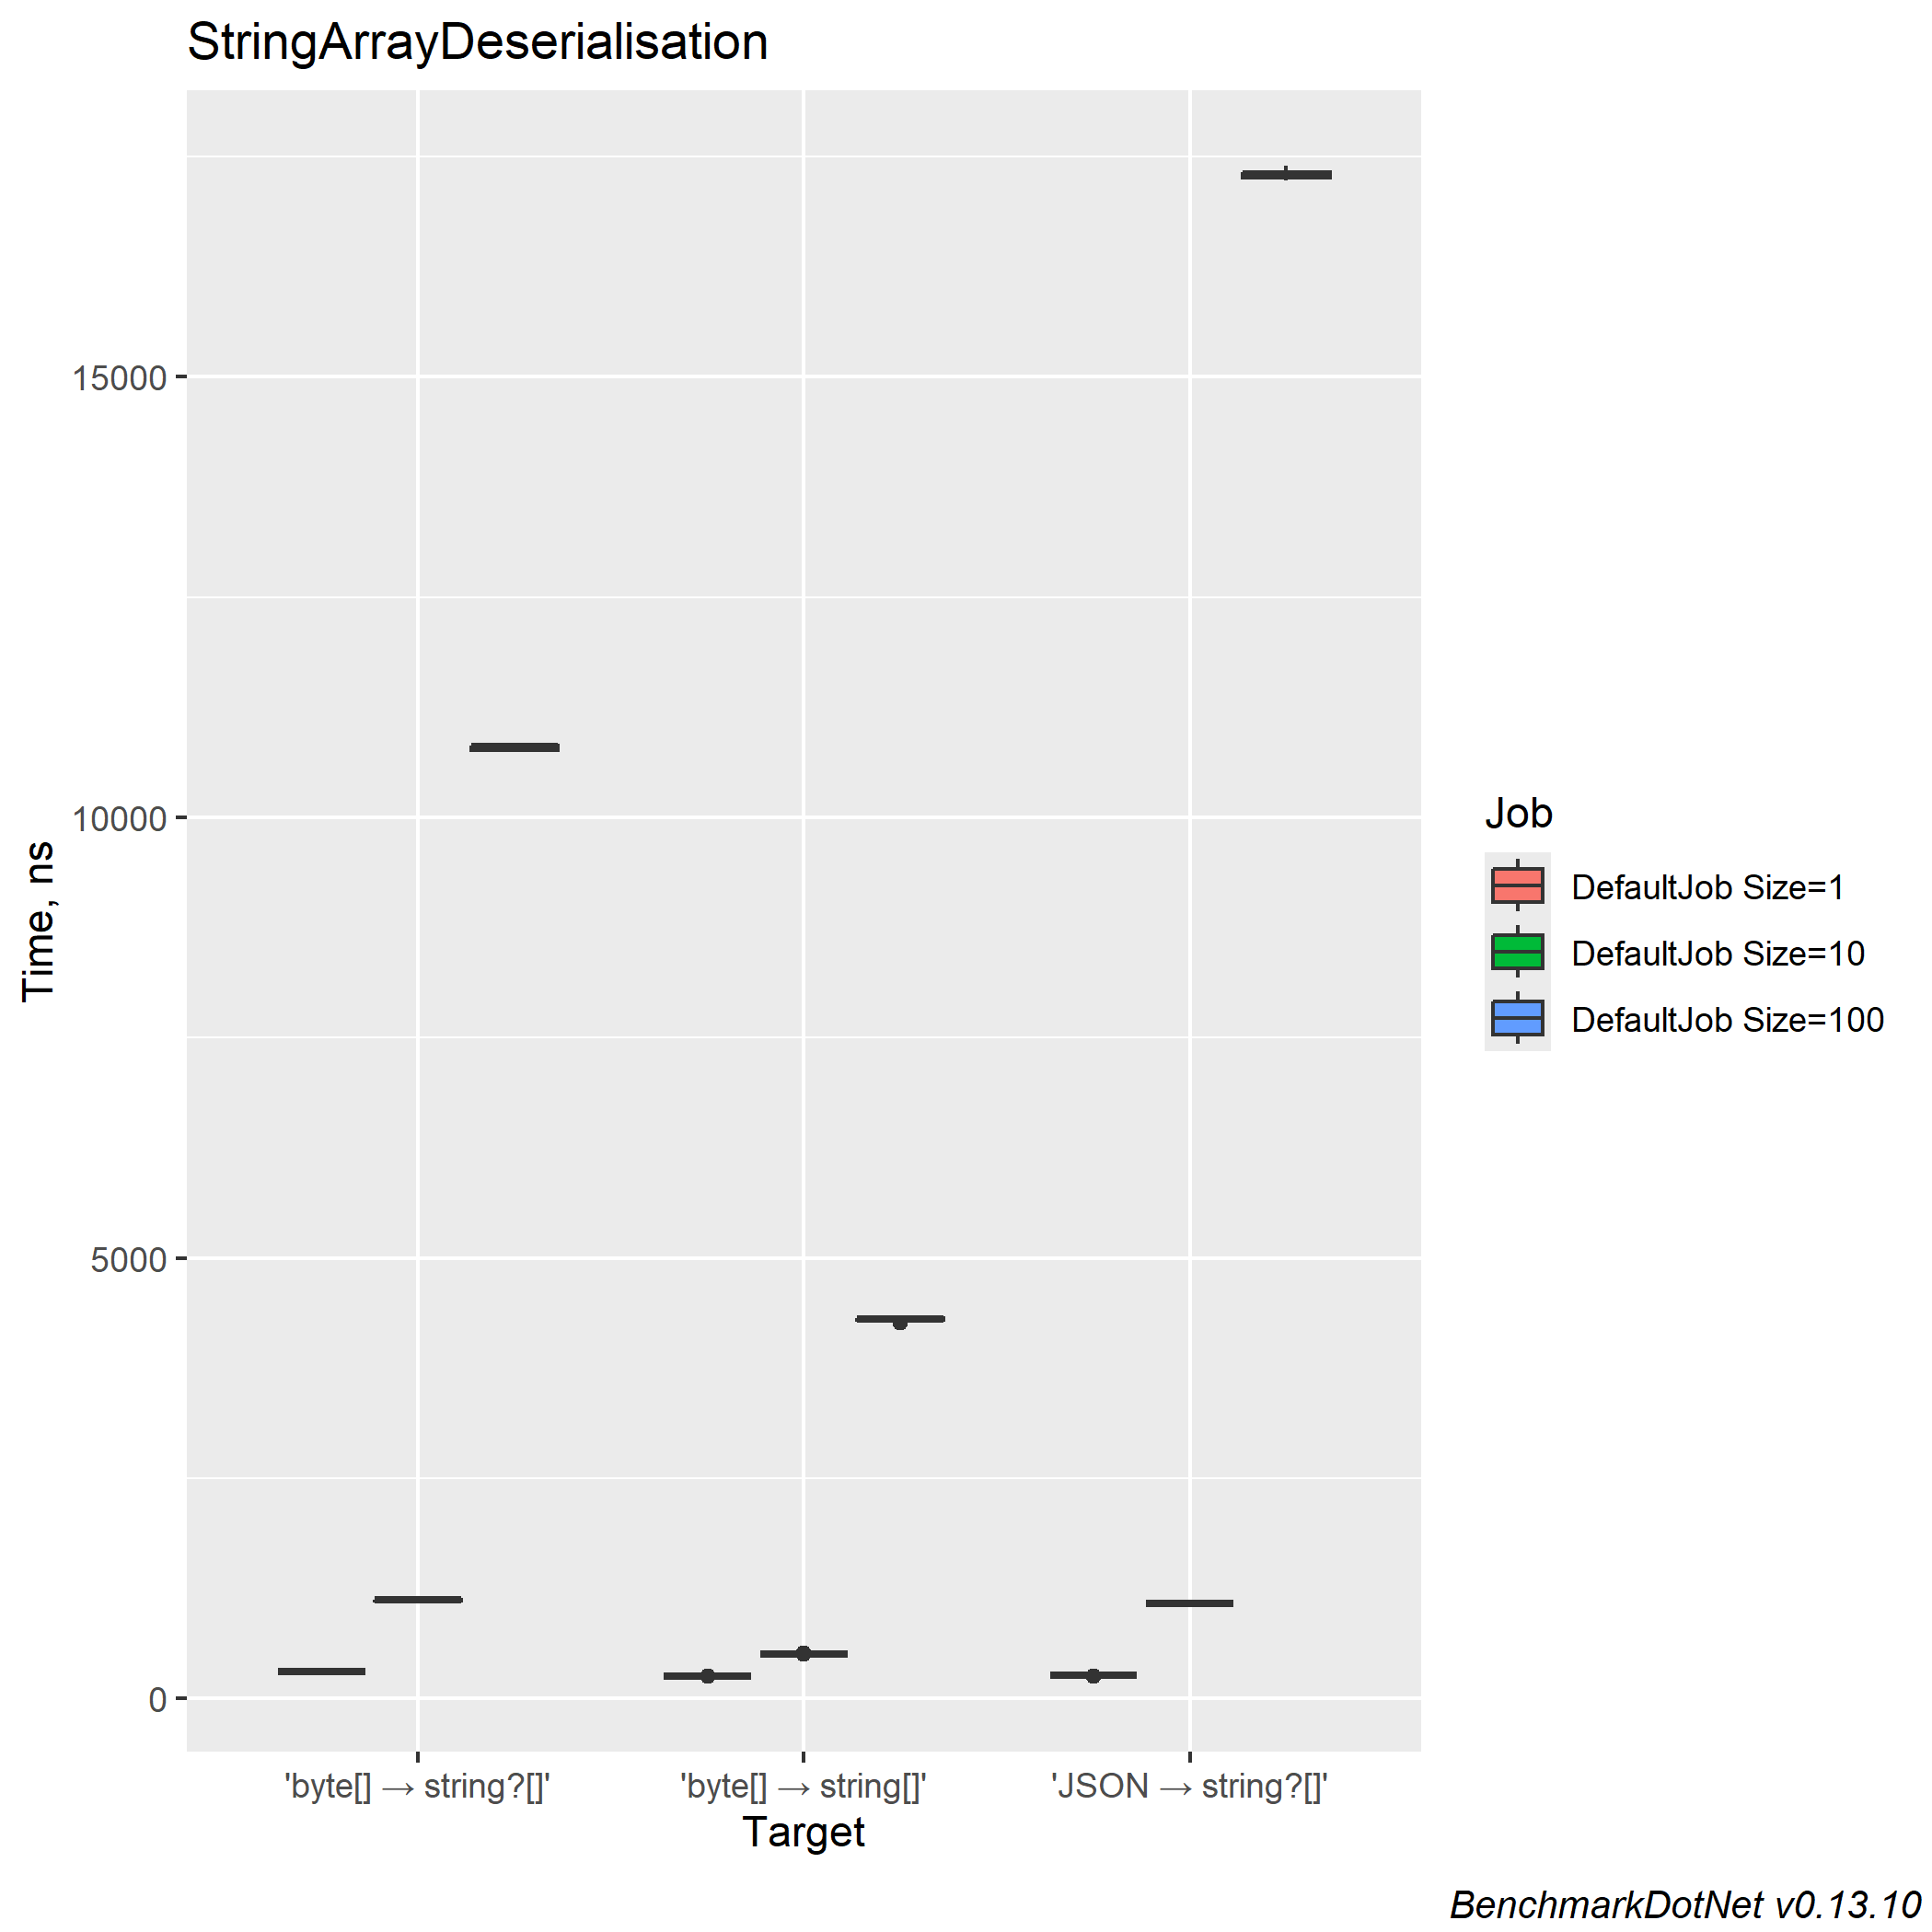 StringArrayDeserialisation
15000
10000
5000
0
Time, ns
'byte[] → string?[]'
'byte[] → string[]'
'JSON → string?[]'
Target
Job
DefaultJob Size=1
DefaultJob Size=10
DefaultJob Size=100
BenchmarkDotNet v0.13.10